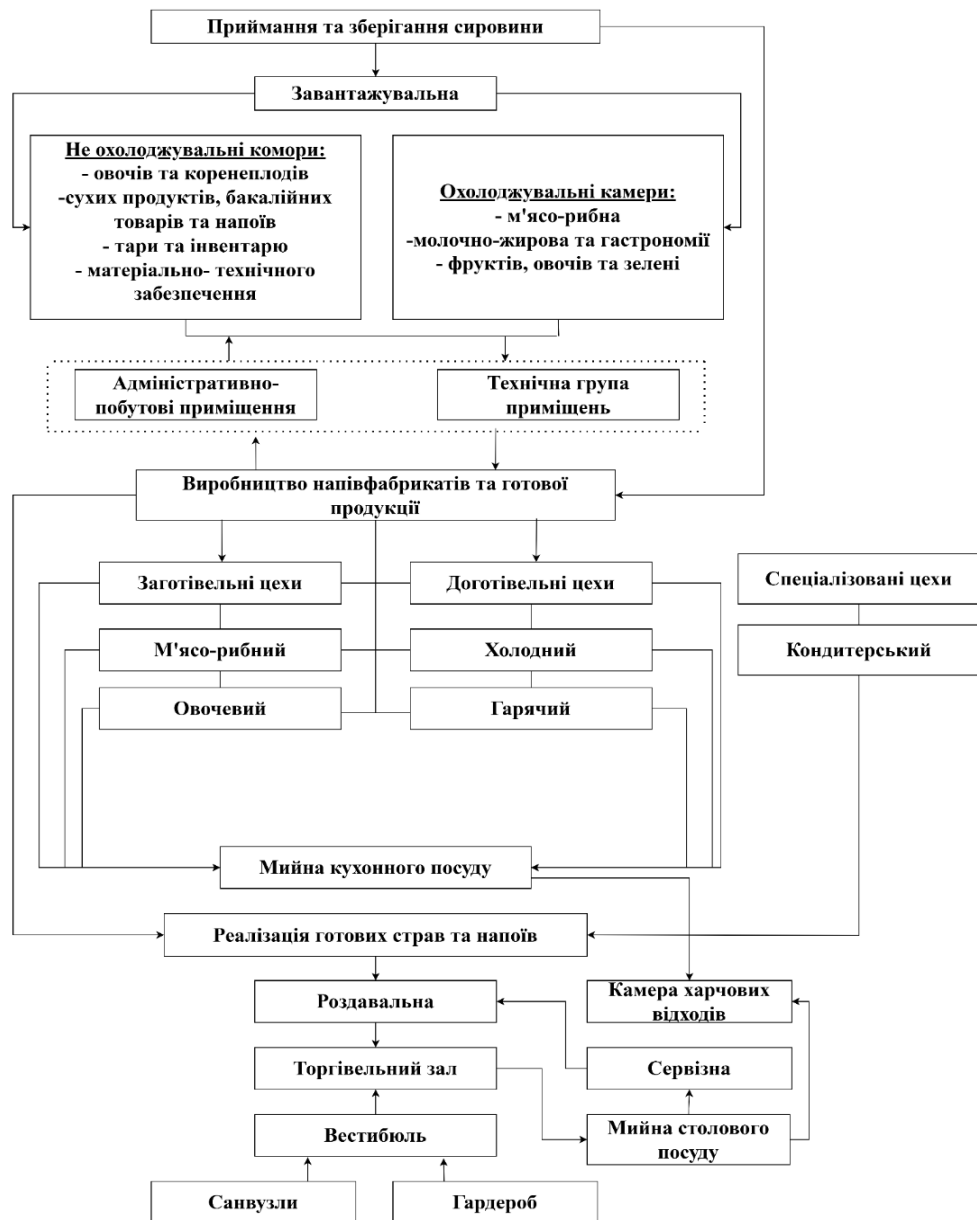 Приймання та зберігання сировини
Завантажувальна
Не охолоджувальні комори:
- овочів та коренеплодів
-сухих продуктів, бакалійних
товарів та напоїв
- тари та інвентарю
- матеріально- технічного
забезпечення
Охолоджувальні камери:
- м'ясо-рибна
-молочно-жирова та гастрономії
- фруктів, овочів та зелені
Адміністративно-
побутові приміщення
Технічна група
приміщень
Виробництво напівфабрикатів та готової
продукції
Заготівельні цехи
Доготівельні цехи
Спеціалізовані цехи
М'ясо-рибний
Холодний
Кондитерський
Овочевий
Гарячий
Мийна кухонного посуду
Реалізація готових страв та напоїв
Роздавальна
Камера харчових
відходів
Торгівельний зал
Сервізна
Вестибюль
Мийна столового
посуду
Санвузли
Гардероб